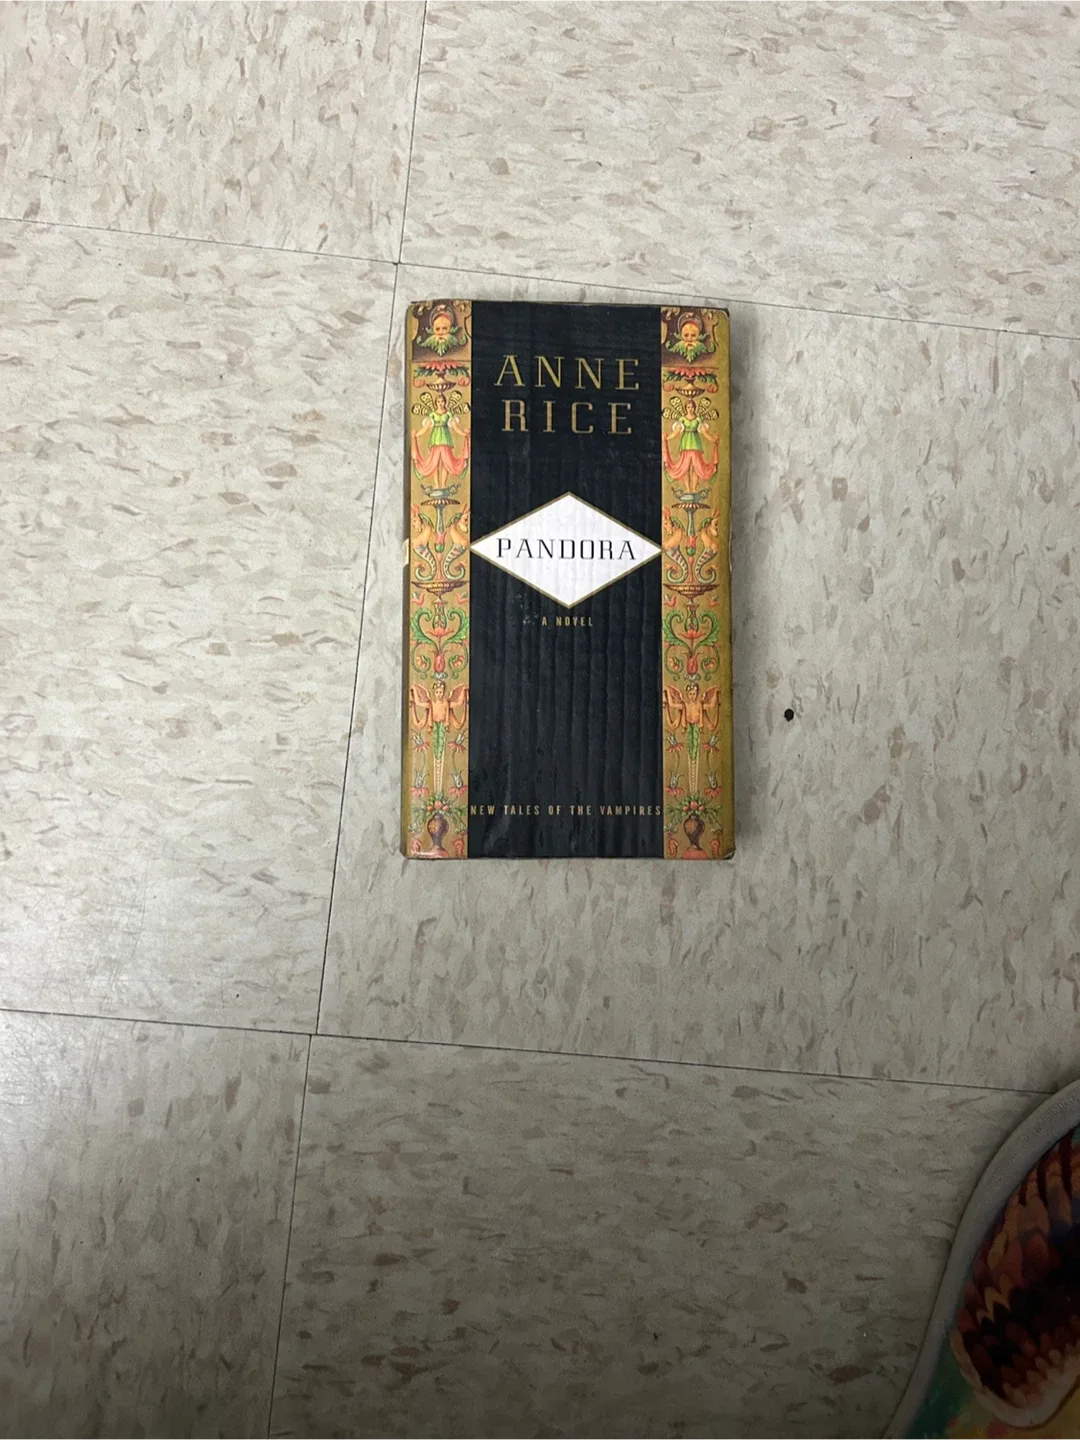 ANNE
RICE
PANDORA
A NOVEL
NEW TALES OF THE VAMPIRES